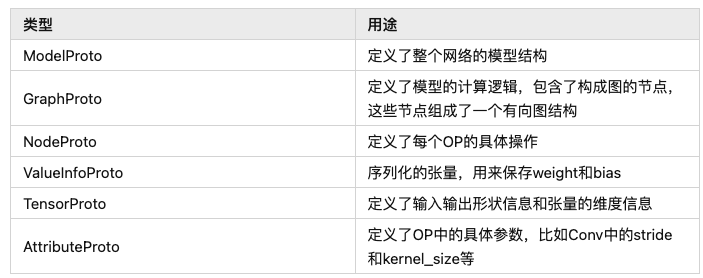 类型 用途
ModelProto 定义了整个网络的模型结构
GraphProto 定义了模型的计算逻辑，包含了构成图的节点，
这些节点组成了一个有向图结构
NodeProto 定义了每个OP的具体操作
ValueInfoProto 序列化的张量，用来保存weight和bias
TensorProto 定义了输入输出形状信息和张量的维度信息
AttributeProto 定义了OP中的具体参数，比如Conv中的stride
和kernel_size等